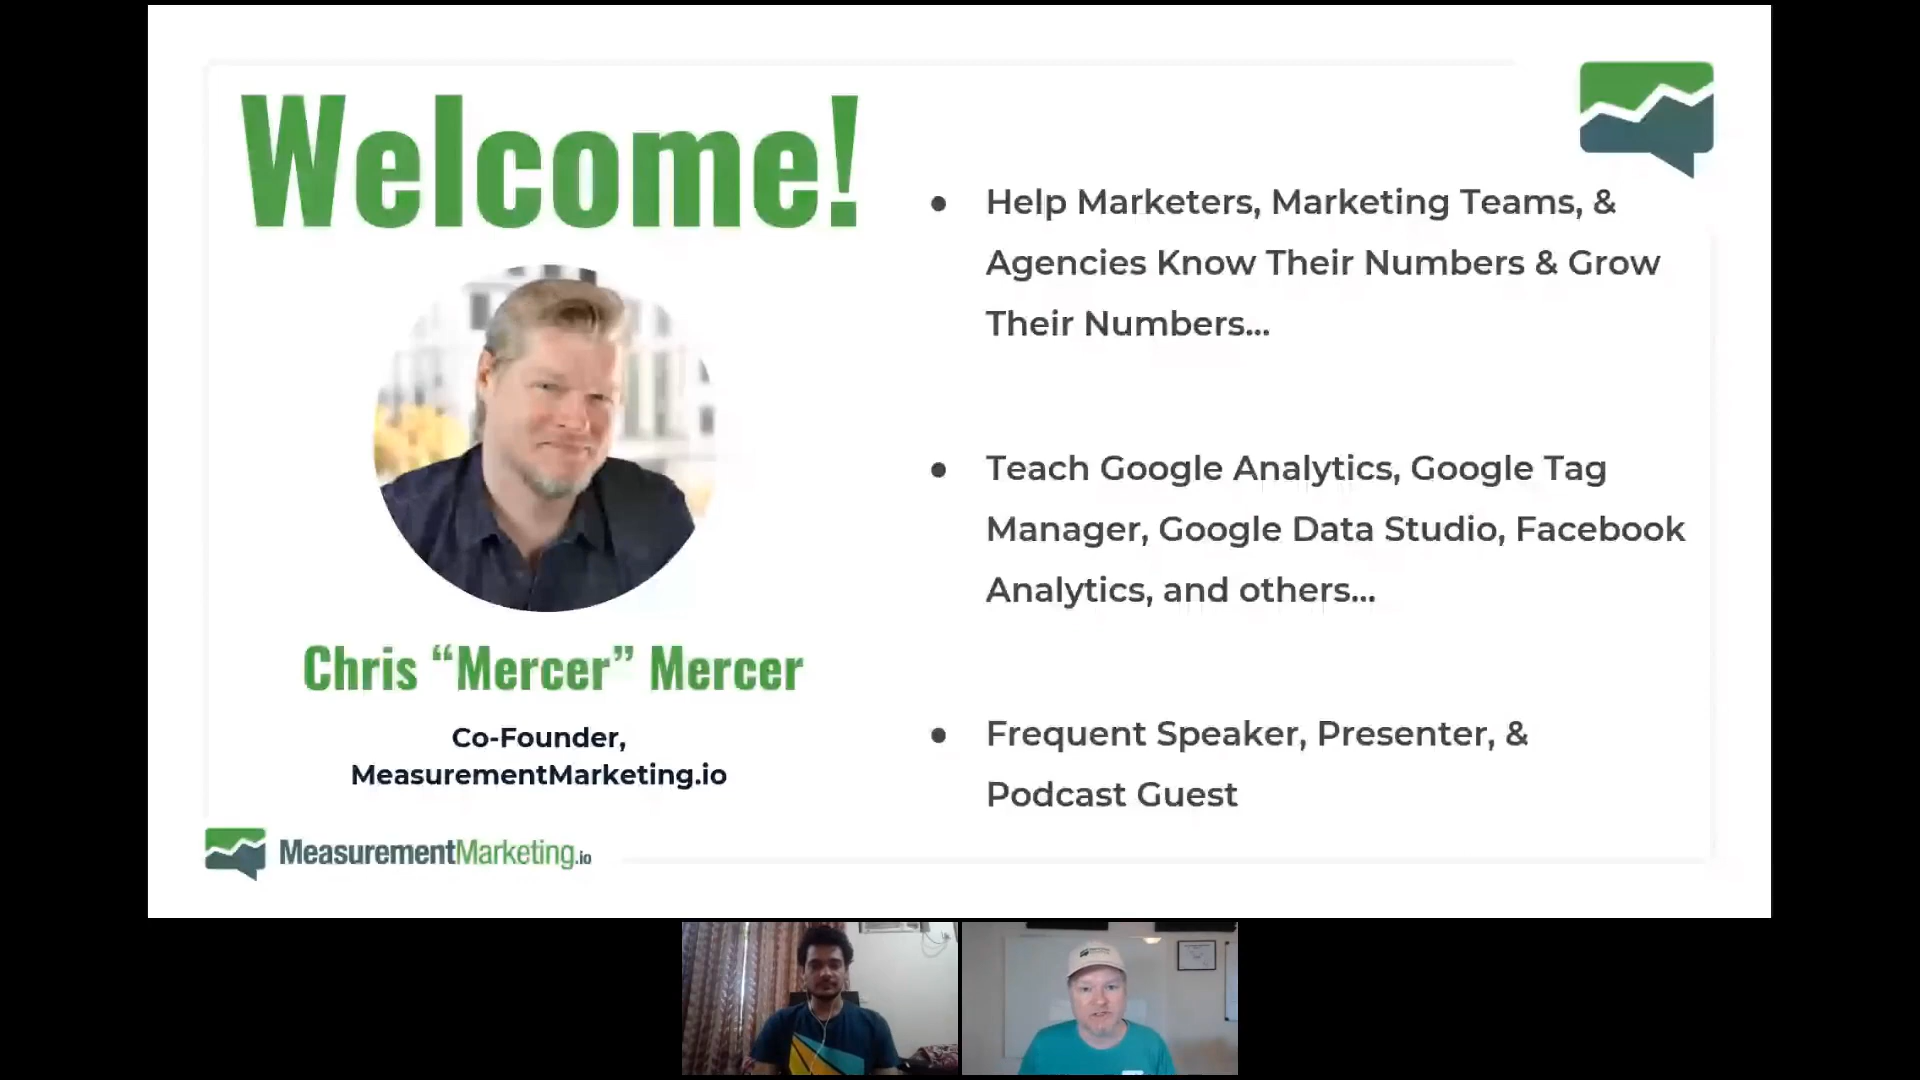 Welcome!
Chris “Mercer” Mercer
Co-Founder,
MeasurementMarketing.io
MeasurementMarketing.io
● Help Marketers, Marketing Teams, &
Agencies Know Their Numbers & Grow
Their Numbers...
● Teach Google Analytics, Google Tag
Manager, Google Data Studio, Facebook
Analytics, and others...
● Frequent Speaker, Presenter, &
Podcast Guest